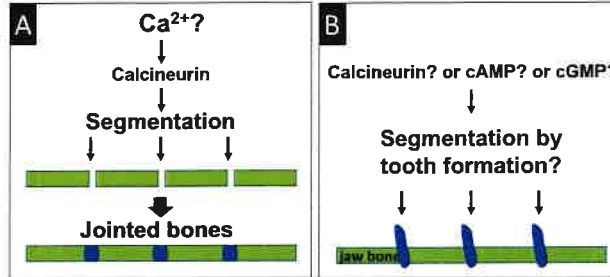 A
Ca²⁺?
Calcineurin
Segmentation
Jointed bones
B
Calcineurin? or cAMP? or cGMP?
Segmentation by
tooth formation?
jaw bone